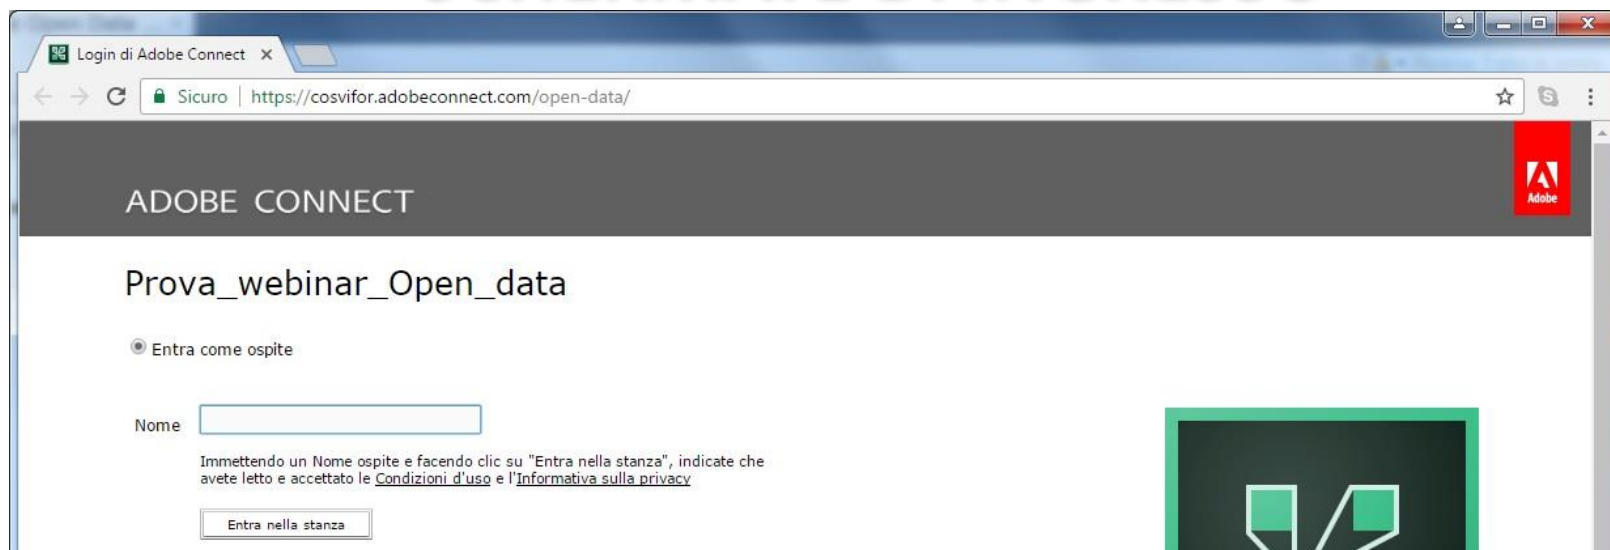 Login di Adobe Connect
Sicuro | https://cosvifor.adobeconnect.com/open-data/
ADOBE CONNECT
Adobe
Prova_webinar_Open_data
Entra come ospite
Nome
Immettendo un Nome ospite e facendo clic su "Entra nella stanza", indicate che
avete letto e accettato le Condizioni d'uso e l'Informativa sulla privacy
Entra nella stanza